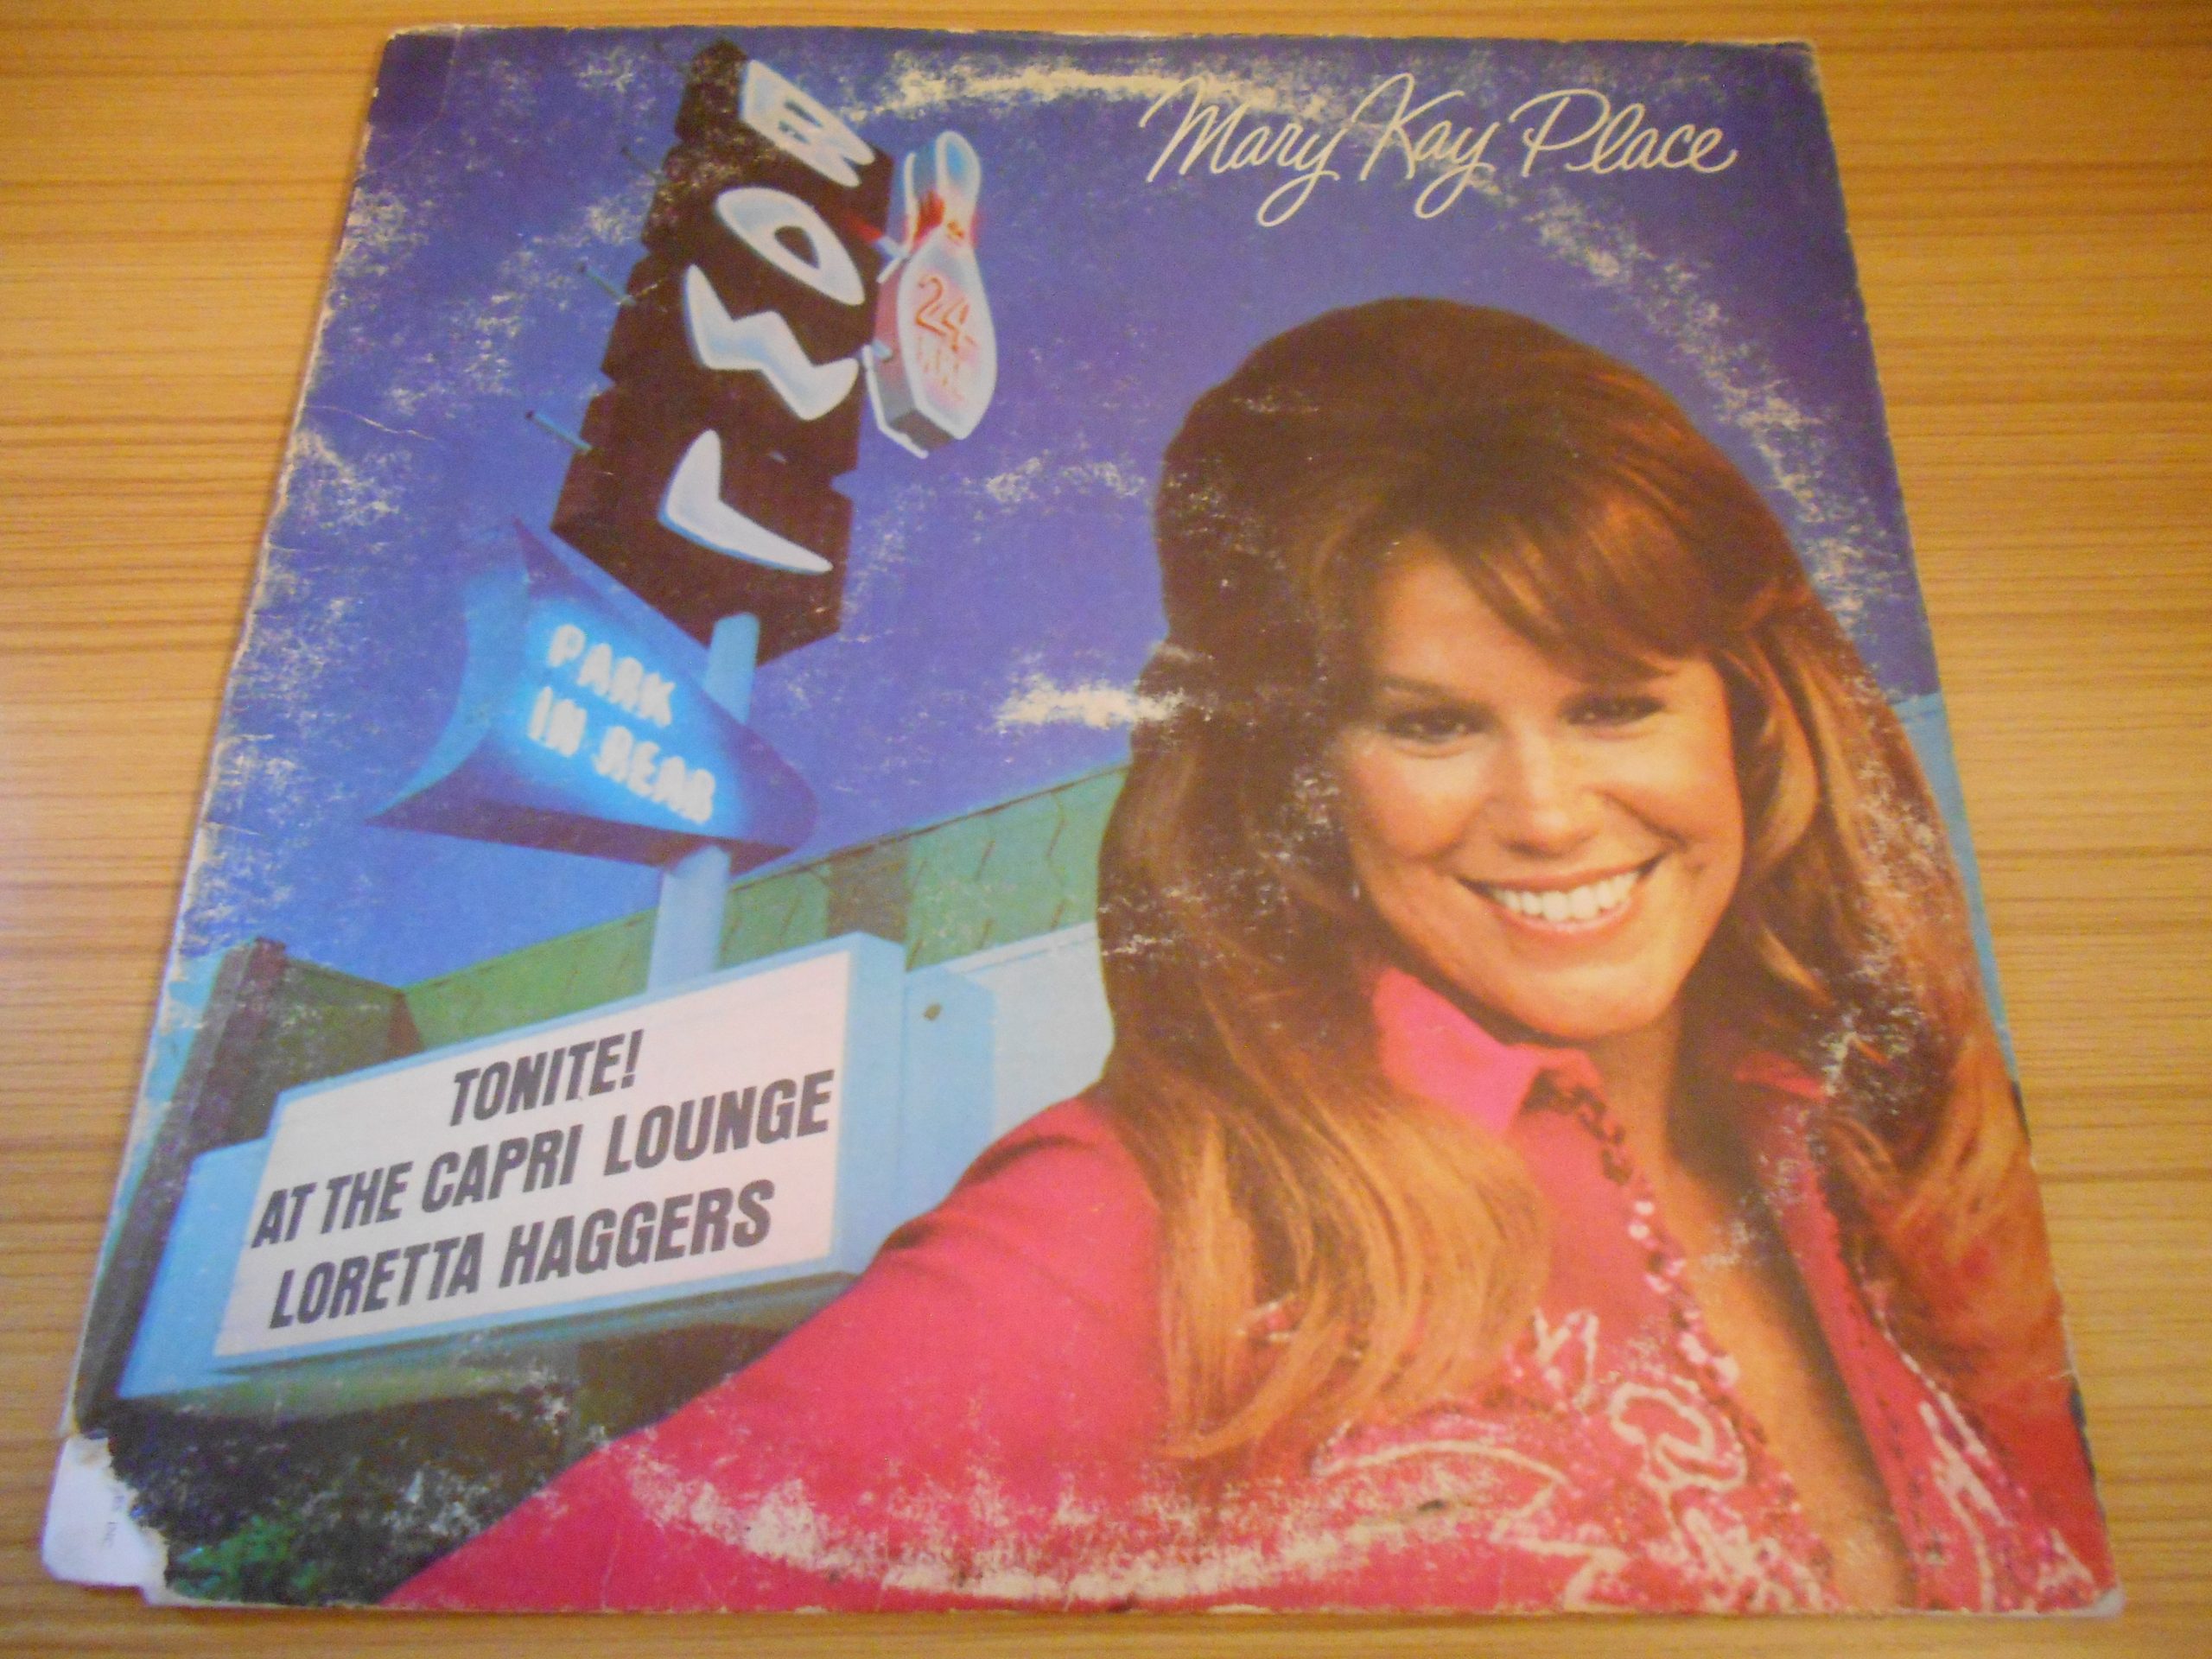 Mary Kay Place
BOWL
24
PARK
IN REAR
TONITE!
AT THE CAPRI LOUNGE
LORETTA HAGGERS